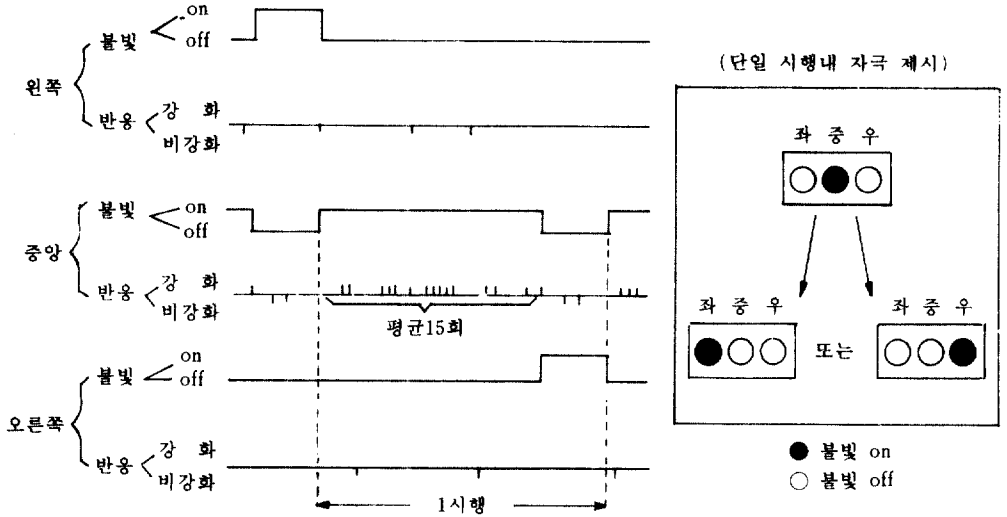 불빛
on
off
왼쪽
반응
강 화
비강화
불빛
on
off
중앙
반응
강 화
비강화
평균15회
불빛
on
off
오른쪽
반응
강 화
비강화
1시행
(단일 시행내 자극 제시)
좌 중 우
좌 중 우
또는
좌 중 우
불빛 on
불빛 off